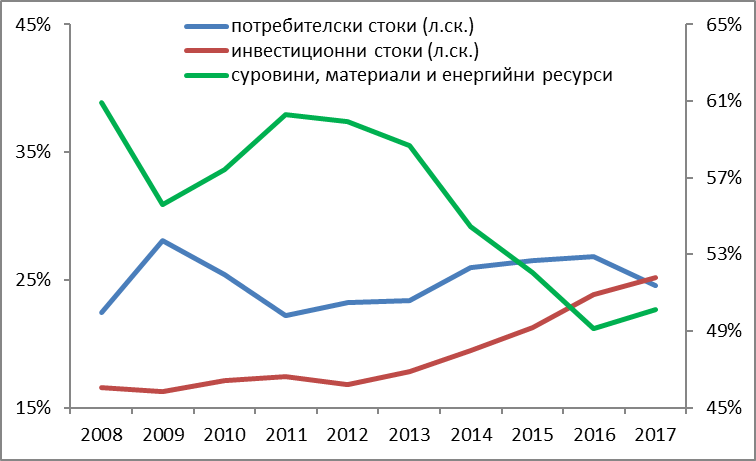 потребителски стоки (л.ск.)
инвестиционни стоки (л.ск.)
суровини, материали и енергийни ресурси
45%
35%
25%
15%
65%
61%
57%
53%
49%
45%
2008 2009 2010 2011 2012 2013 2014 2015 2016 2017